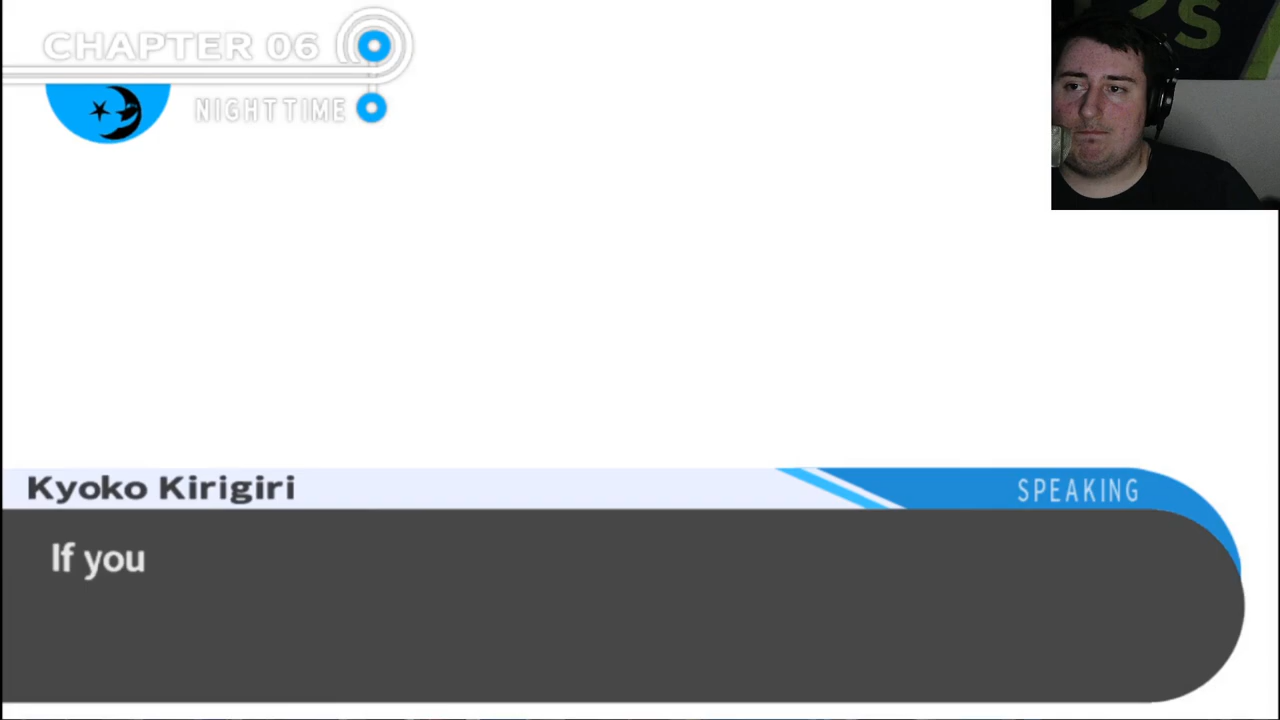 CHAPTER 06
NIGHTTIME
Kyoko Kirigiri
SPEAKING
If you